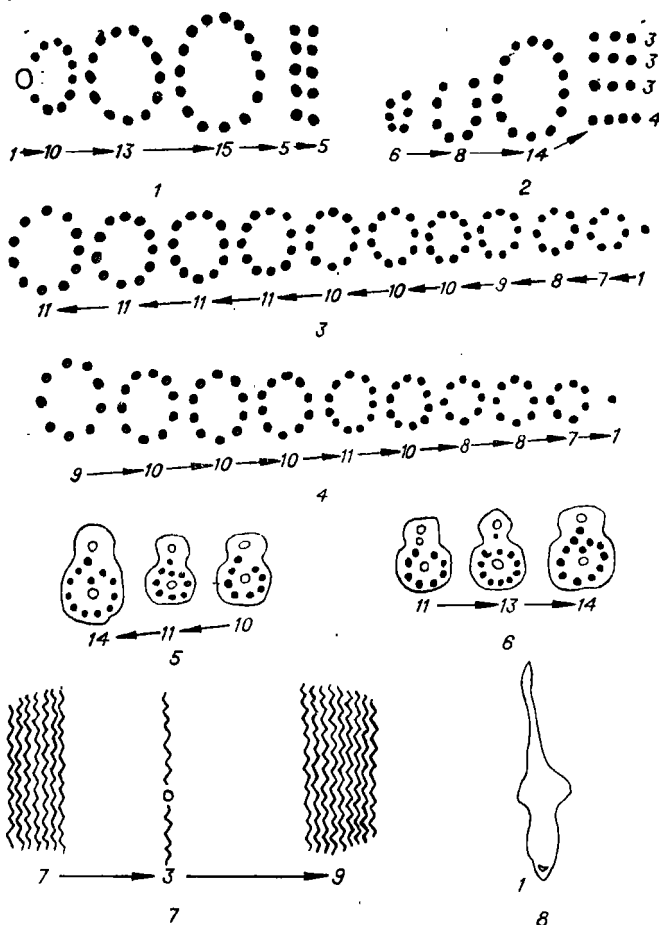 3
3
3
4
1 → 10 → 13 → 15 → 5 → 5
6 → 8 → 14
1
2
11 ← 11 ← 11 ← 11 ← 10 ← 10 ← 10 ← 9 ← 8 ← 7 ← 1
3
9 → 10 → 10 → 10 → 11 → 10 → 8 → 8 → 7 → 1
4
14 ← 11 ← 10
11 → 13 → 14
5
6
7 → 3 → 9
1
7
8